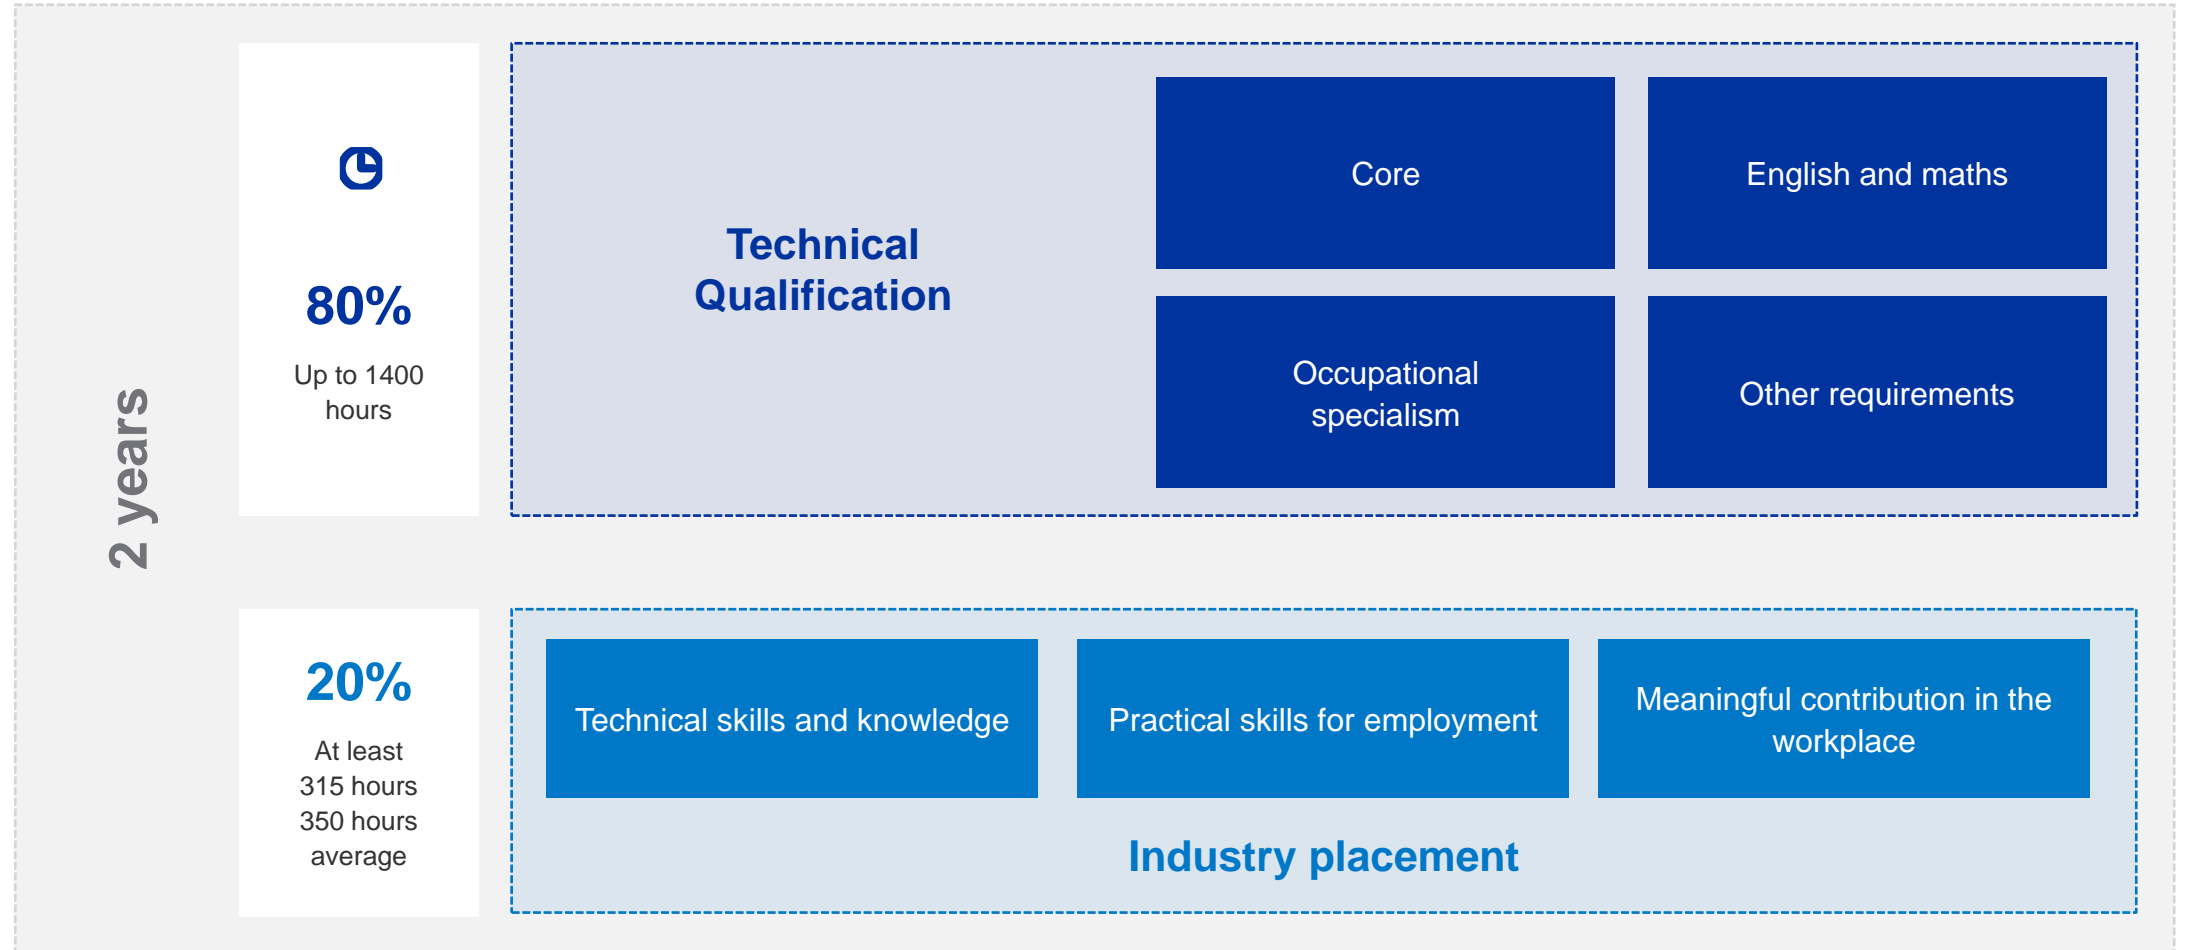 2 years
80%
Up to 1400
hours
Technical
Qualification
Core
English and maths
Occupational
specialism
Other requirements
20%
At least
315 hours
350 hours
average
Technical skills and knowledge
Practical skills for employment
Meaningful contribution in the
workplace
Industry placement